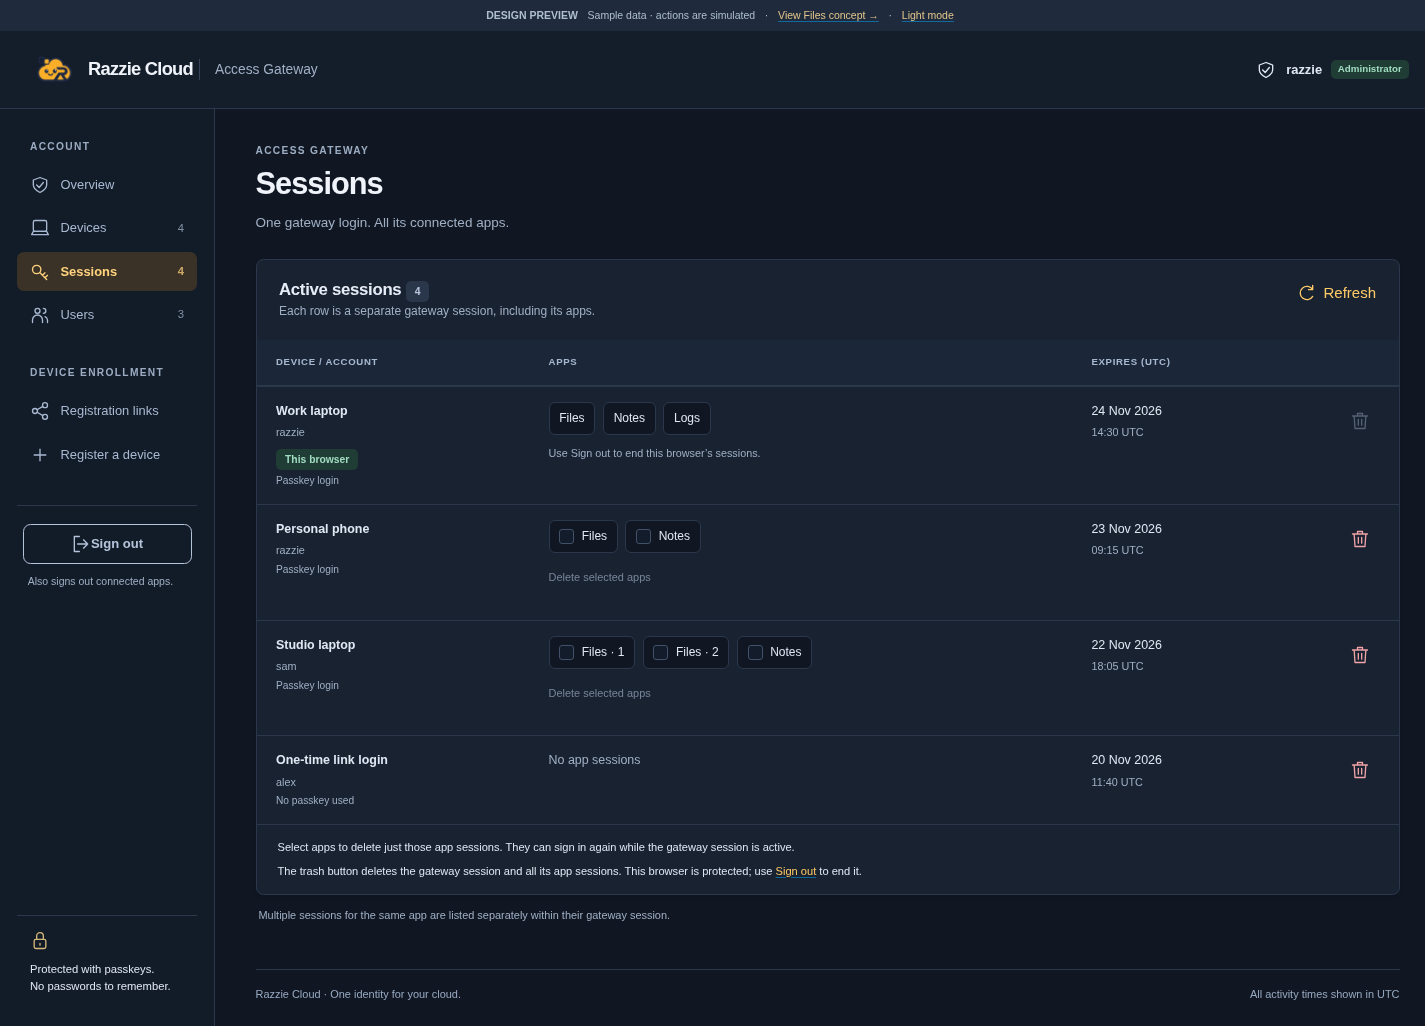 DESIGN PREVIEW Sample data · actions are simulated · View Files concept → · Light mode
Razzie Cloud Access Gateway
razzie Administrator
ACCOUNT
Overview
Devices 4
Sessions 4
Users 3
DEVICE ENROLLMENT
Registration links
Register a device
Sign out
Also signs out connected apps.
Protected with passkeys.
No passwords to remember.
ACCESS GATEWAY
Sessions
One gateway login. All its connected apps.
Active sessions 4
Each row is a separate gateway session, including its apps.
Refresh
DEVICE / ACCOUNT APPS EXPIRES (UTC)
Work laptop
razzie
This browser
Passkey login
Files Notes Logs
Use Sign out to end this browser’s sessions.
24 Nov 2026
14:30 UTC
Personal phone
razzie
Passkey login
Files Notes
Delete selected apps
23 Nov 2026
09:15 UTC
Studio laptop
sam
Passkey login
Files · 1 Files · 2 Notes
Delete selected apps
22 Nov 2026
18:05 UTC
One-time link login
alex
No passkey used
No app sessions
20 Nov 2026
11:40 UTC
Select apps to delete just those app sessions. They can sign in again while the gateway session is active.
The trash button deletes the gateway session and all its app sessions. This browser is protected; use Sign out to end it.
Multiple sessions for the same app are listed separately within their gateway session.
Razzie Cloud · One identity for your cloud.
All activity times shown in UTC